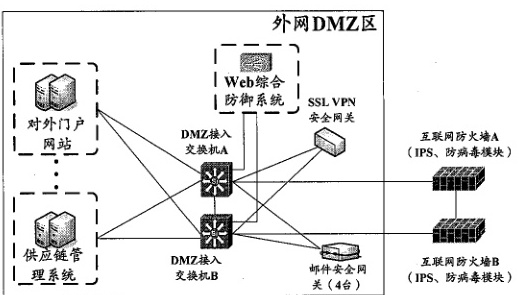 外网DMZ区
Web综合
防御系统
SSL VPN
安全网关
对外门户
网站
DMZ接入
交换机A
互联网防火墙A
（IPS、防病毒模块）
供应链管
理系统
DMZ接入
交换机B
邮件安全网
关（4台）
互联网防火墙B
（IPS、防病毒模块）